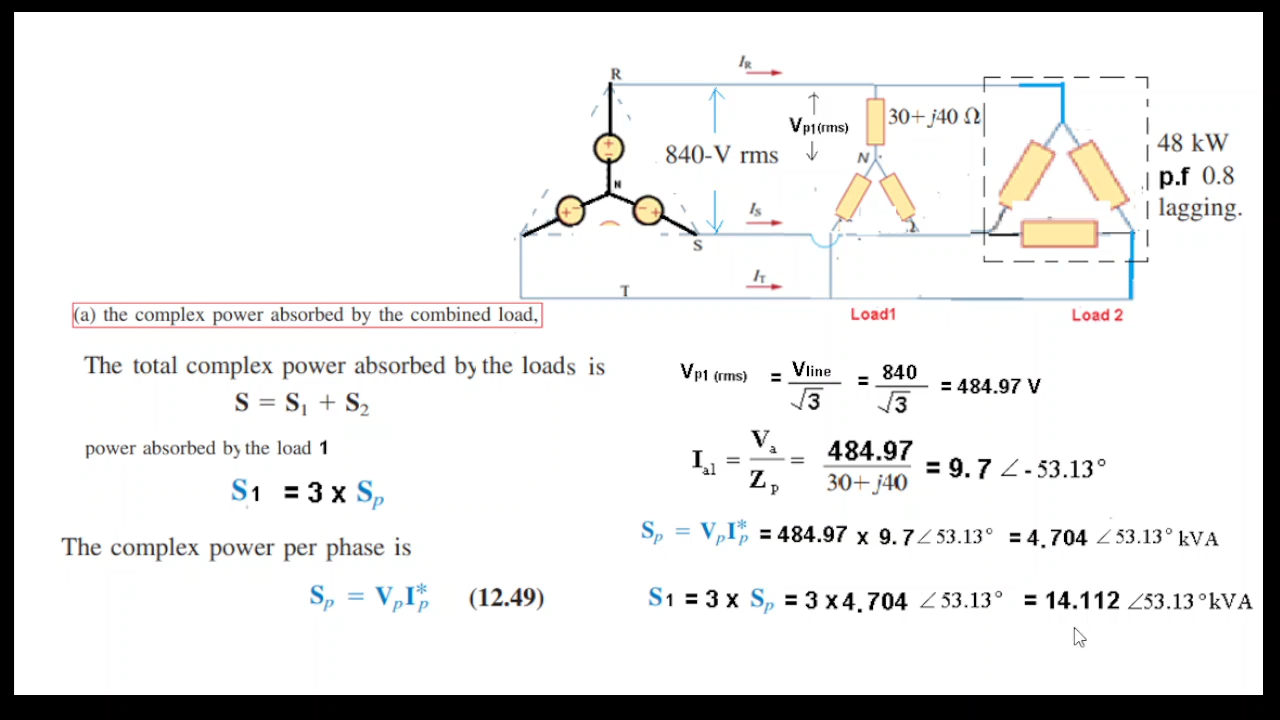 R
I_R
V_p1 (rms)
30+j40 Ω
840-V rms
N
N
48 kW
p.f 0.8
lagging.
I_S
S
I_T
T
(a) the complex power absorbed by the combined load,
Load1
Load 2
The total complex power absorbed by the loads is
S = S₁ + S₂
power absorbed by the load 1
S1 = 3 x S_p
The complex power per phase is
S_p = V_p I_p^* (12.49)
V_p1 (rms) = Vline/√3 = 840/√3 = 484.97 V
I_a1 = V_a/Z_p = 484.97/30+j40 = 9.7 ∠ -53.13°
S_p = V_p I_p^* = 484.97 x 9.7∠53.13° = 4.704 ∠53.13° kVA
S1 = 3 x S_p = 3 x 4.704 ∠53.13° = 14.112 ∠53.13° kVA